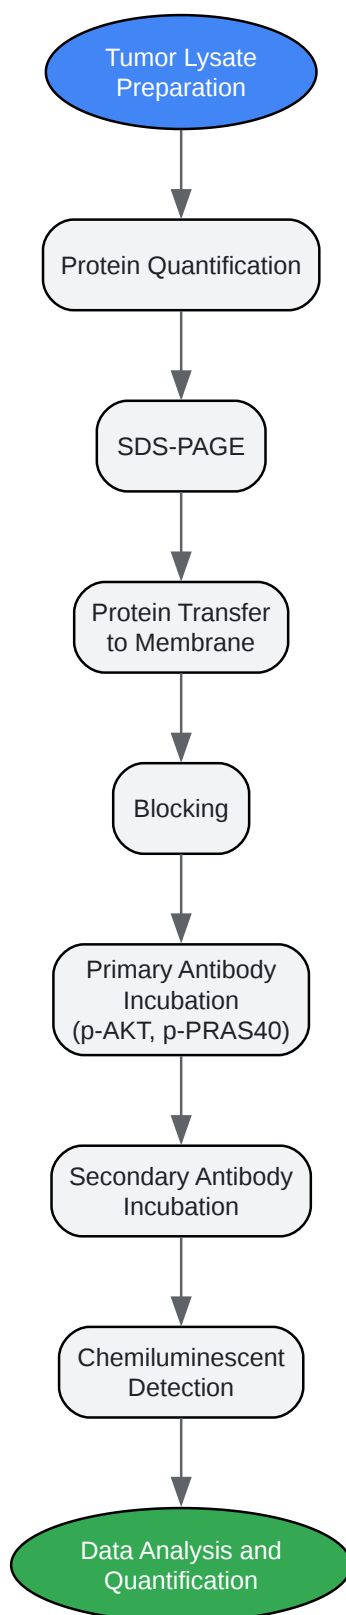 Tumor Lysate
Preparation
Protein Quantification
SDS-PAGE
Protein Transfer
to Membrane
Blocking
Primary Antibody
Incubation
(p-AKT, p-PRAS40)
Secondary Antibody
Incubation
Chemiluminescent
Detection
Data Analysis and
Quantification